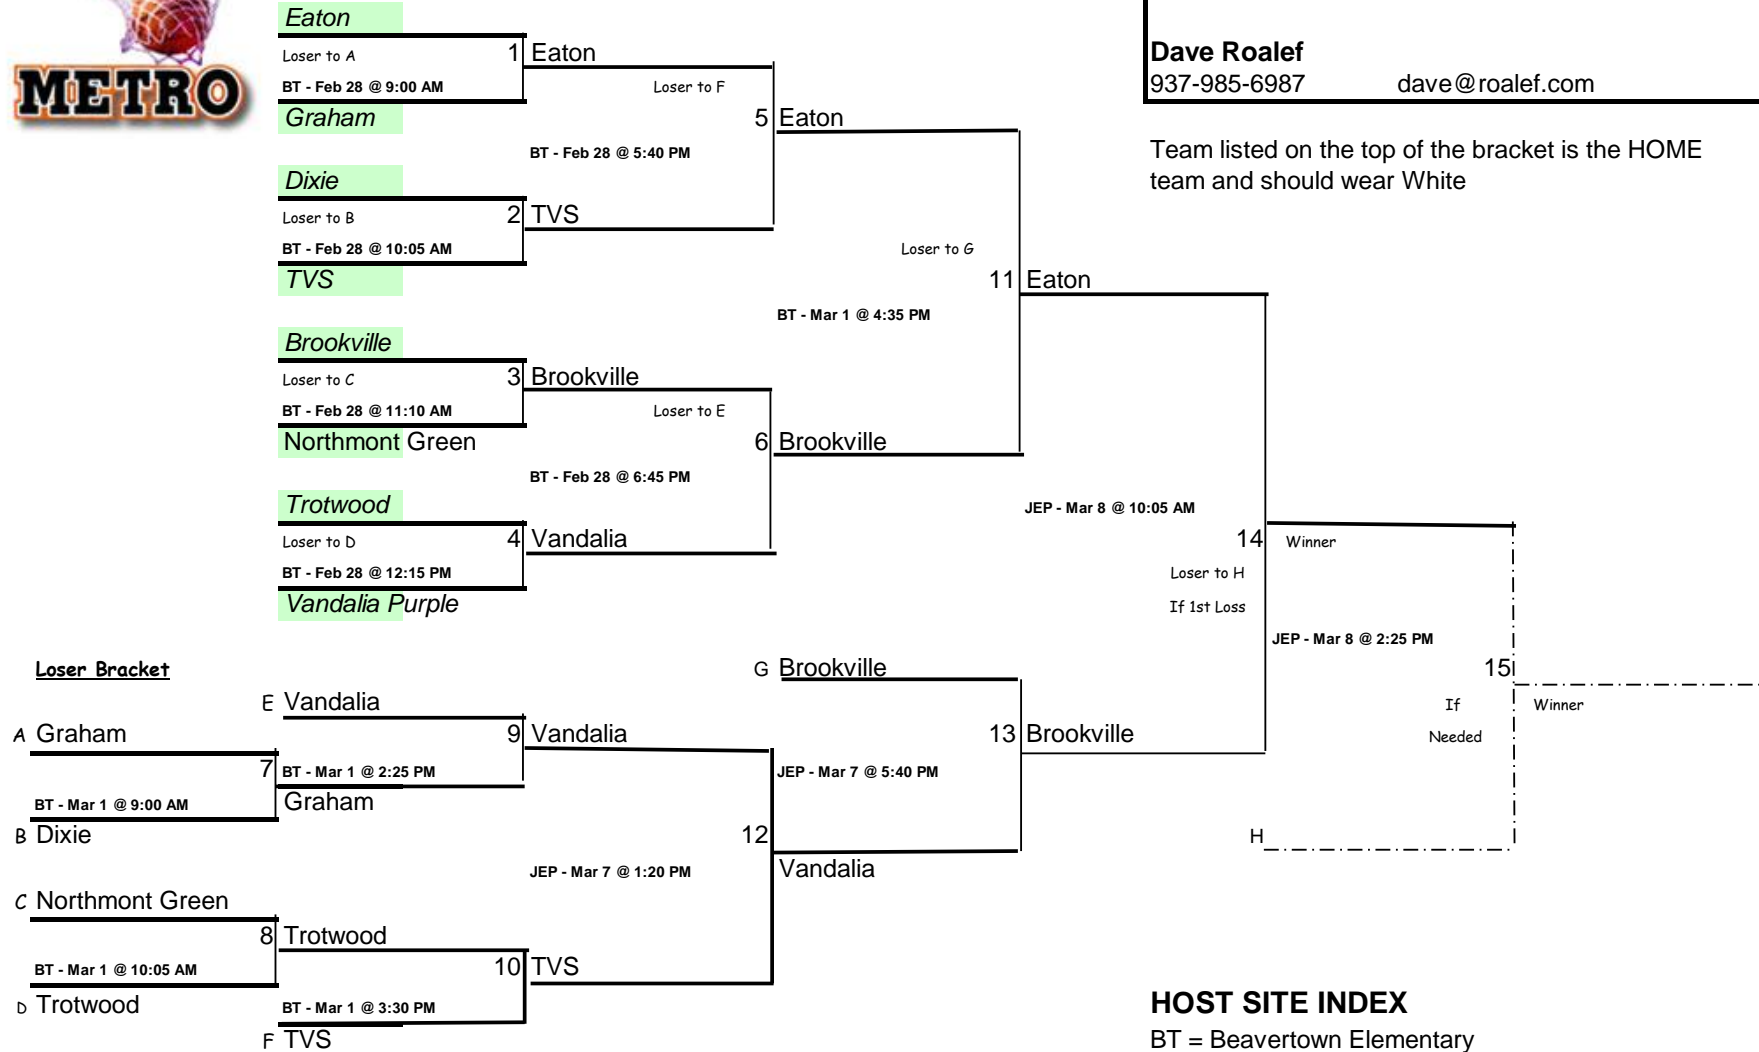 METRO
Eaton
Loser to A
1 Eaton
BT - Feb 28 @ 9:00 AM
Loser to F
Graham
5 Eaton
BT - Feb 28 @ 5:40 PM
Dixie
Loser to B
2 TVS
BT - Feb 28 @ 10:05 AM
Loser to G
TVS
11 Eaton
BT - Mar 1 @ 4:35 PM
Brookville
Loser to C
3 Brookville
BT - Feb 28 @ 11:10 AM
Loser to E
Northmont Green
6 Brookville
BT - Feb 28 @ 6:45 PM
Trotwood
JEP - Mar 8 @ 10:05 AM
Loser to D
4 Vandalia
14 Winner
BT - Feb 28 @ 12:15 PM
Loser to H
Vandalia Purple
If 1st Loss
JEP - Mar 8 @ 2:25 PM
Dave Roalef
937-985-6987 dave@roalef.com
Team listed on the top of the bracket is the HOME
team and should wear White
Loser Bracket
G Brookville
15
E Vandalia
If
Winner
A Graham
9 Vandalia
13 Brookville
Needed
7
BT - Mar 1 @ 2:25 PM
JEP - Mar 7 @ 5:40 PM
BT - Mar 1 @ 9:00 AM
Graham
B Dixie
12
H
JEP - Mar 7 @ 1:20 PM
Vandalia
C Northmont Green
8 Trotwood
BT - Mar 1 @ 10:05 AM
10 TVS
D Trotwood
BT - Mar 1 @ 3:30 PM
F TVS
HOST SITE INDEX
BT = Beavertown Elementary